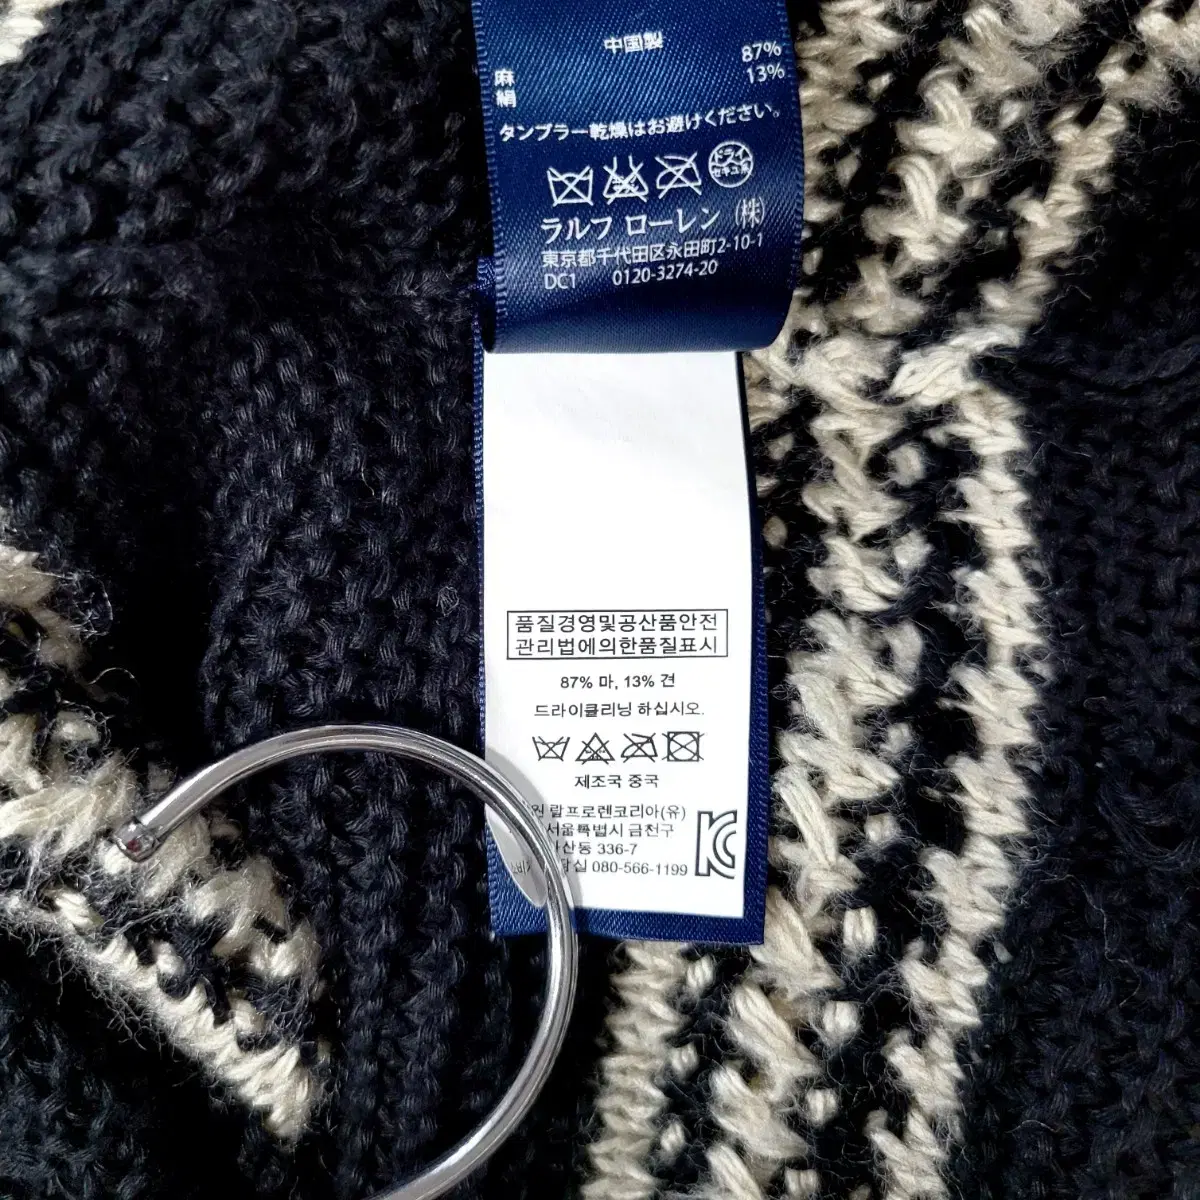 中国製
麻 87%
絹 13%
タンブラー乾燥はお避けください。
ドライ
セキユ系
ラルフ ローレン (株)
東京都千代田区永田町2-10-1
DC1 0120-3274-20
품질경영및공산품안전
관리법에의한품질표시
87% 마, 13% 견
드라이클리닝 하십시오.
제조국 중국
원 랄프로렌코리아(유)
서울특별시 금천구
가산동 336-7
담실 080-566-1199